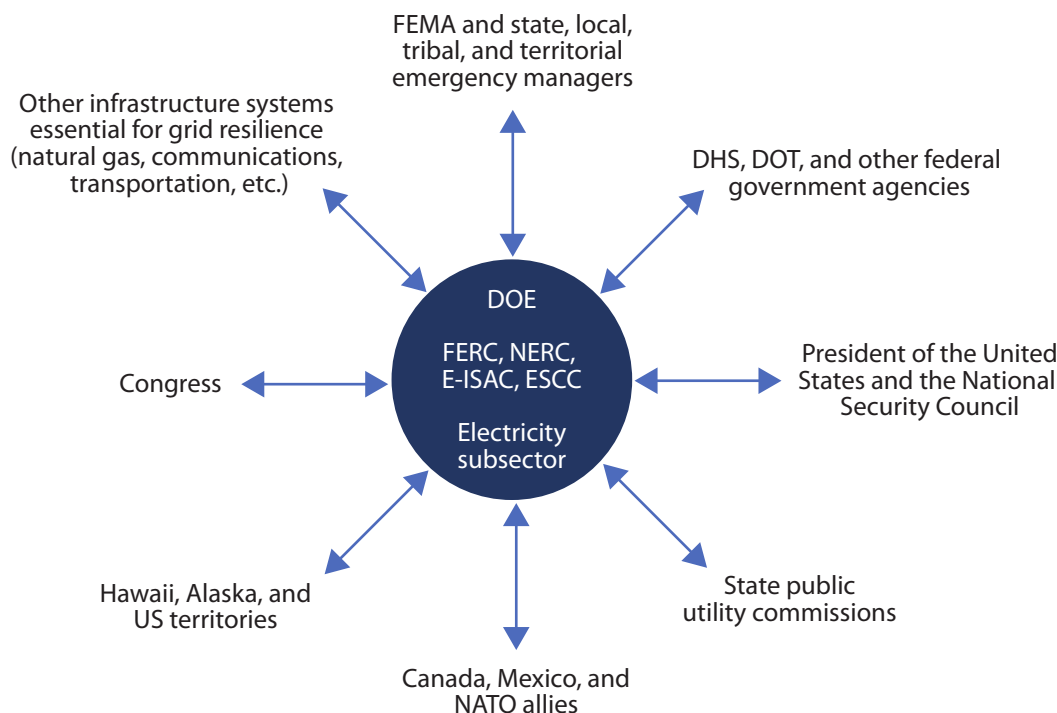 FEMA and state, local,
tribal, and territorial
emergency managers
Other infrastructure systems
essential for grid resilience
(natural gas, communications,
transportation, etc.)
DHS, DOT, and other federal
government agencies
DOE
FERC, NERC,
E-ISAC, ESCC
Electricity
subsector
Congress
President of the United
States and the National
Security Council
Hawaii, Alaska, and
US territories
State public
utility commissions
Canada, Mexico, and
NATO allies